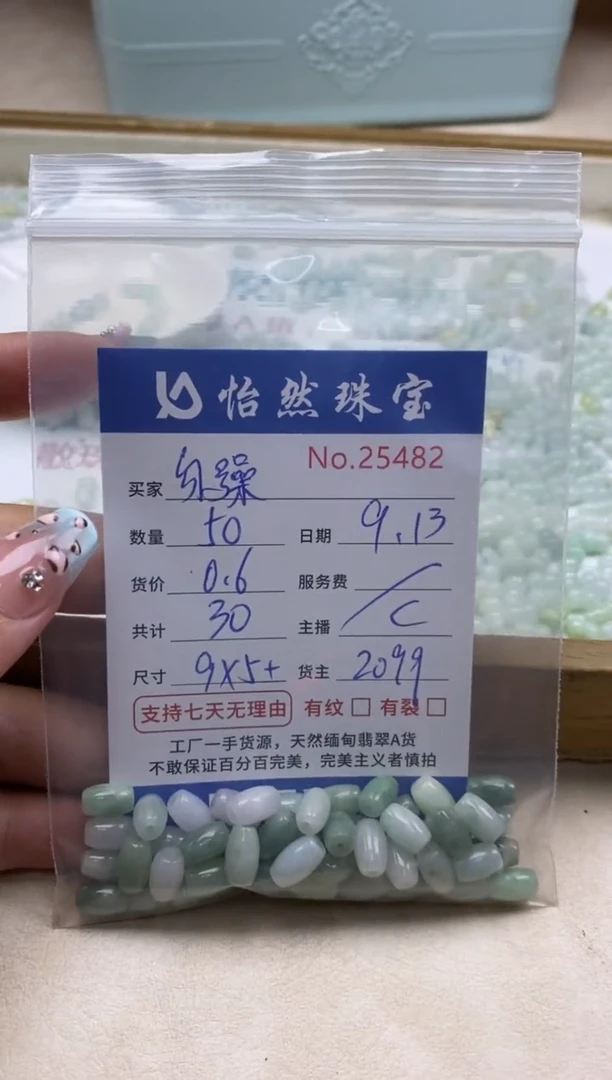 怡然珠宝
No.25482
买家
数量 50 日期 9.13
货价 0.6 服务费 /
共计 30 主播 C
尺寸 9x5+ 货主 2099
支持七天无理由 有纹 □ 有裂 □
工厂一手货源，天然缅甸翡翠A货
不敢保证百分百完美，完美主义者慎拍